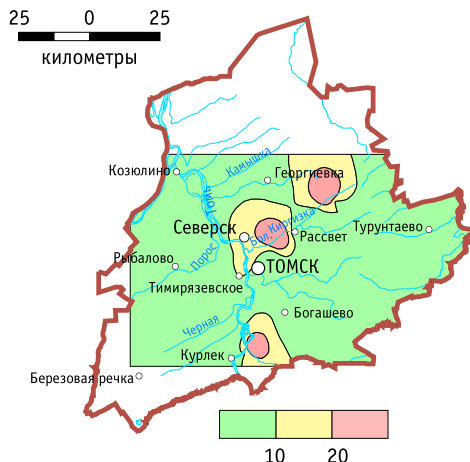 25 0 25
километры
Козюлино
Камышка
Георгиевка
Томь
Северск
Бол. Киргизка
Рассвет
Турунтаево
Рыбалово
Порос
ТОМСК
Тимирязевское
Черная
Богашево
Курлек
Березовая речка
10 20